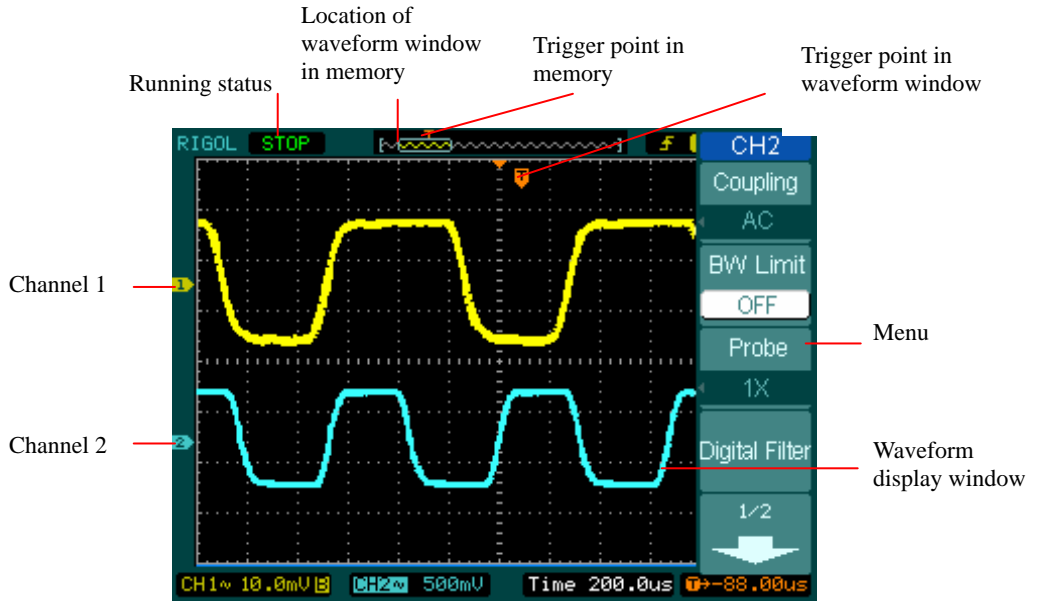 Location of
waveform window
in memory
Trigger point in
memory
Trigger point in
waveform window
Running status
RIGOL STOP
T
CH2
Coupling
AC
BW Limit
OFF
Probe
1X
Digital Filter
1/2
T
1
2
Channel 1
Channel 2
Menu
Waveform
display window
CH1~ 10.0mV B CH2~ 500mV Time 200.0us T→-88.00us